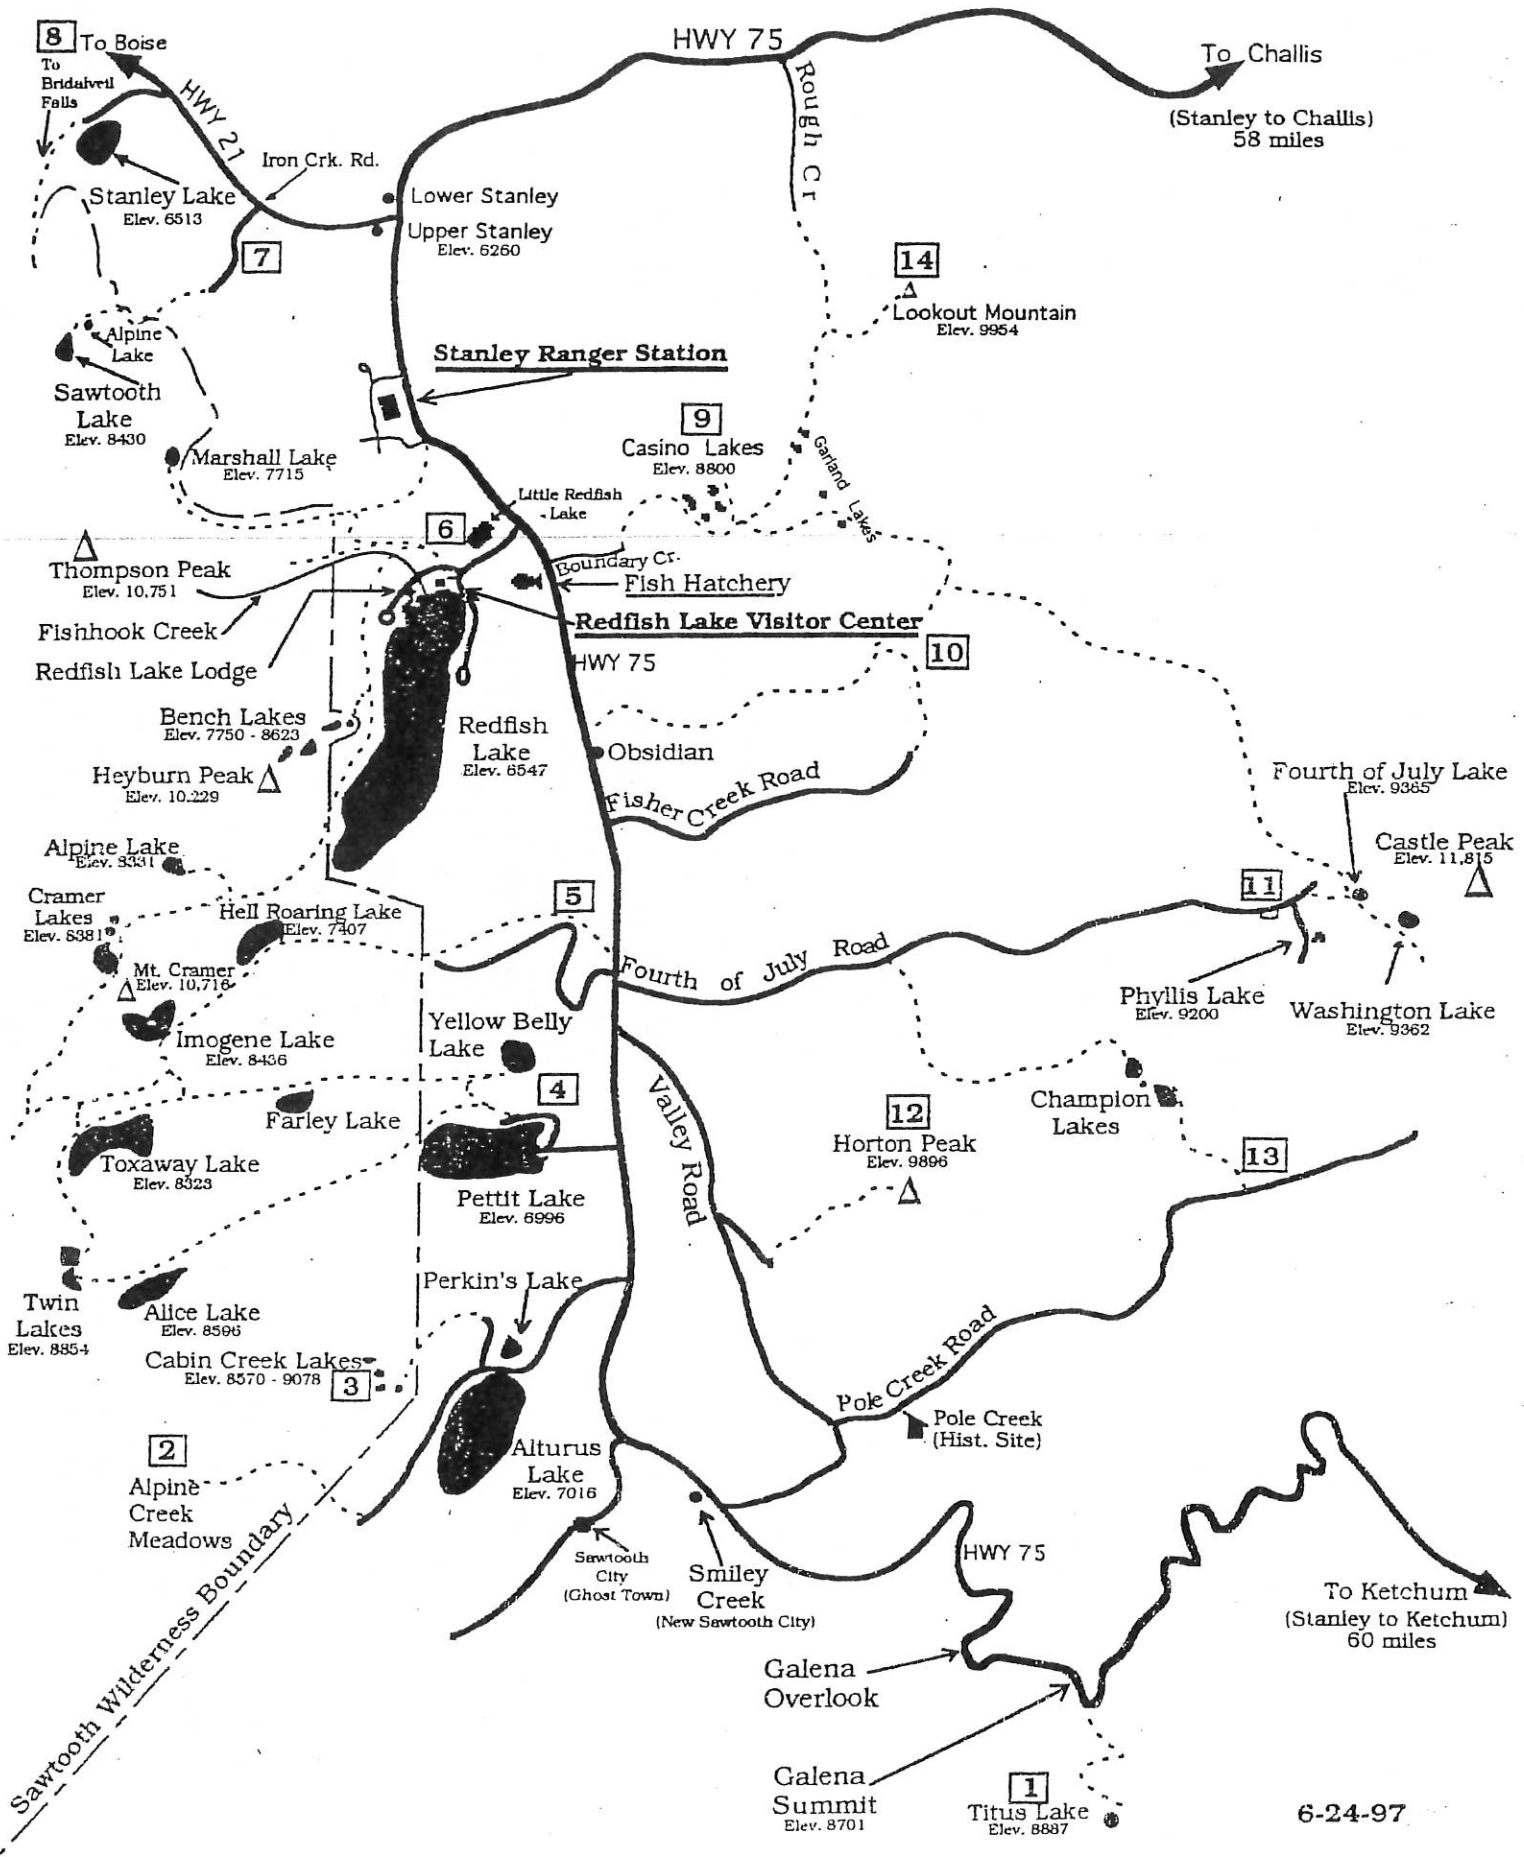 8
To Boise
To
Bridalveil
Falls
HWY 21
HWY 75
Rough Cr
To Challis
(Stanley to Challis)
58 miles
Iron Crk. Rd.
Stanley Lake
Elev. 6513
Lower Stanley
Upper Stanley
Elev. 6260
7
14
Lookout Mountain
Elev. 9954
Alpine
Lake
Sawtooth
Lake
Elev. 8430
Stanley Ranger Station
9
Casino Lakes
Elev. 8800
Garland Lakes
Marshall Lake
Elev. 7715
Little Redfish
Lake
6
Thompson Peak
Elev. 10,751
Boundary Cr.
Fish Hatchery
Fishhook Creek
Redfish Lake Visitor Center
Redfish Lake Lodge
HWY 75
10
Bench Lakes
Elev. 7750 - 8623
Redfish
Lake
Elev. 6547
Obsidian
Heyburn Peak
Elev. 10.229
Fisher Creek Road
Fourth of July Lake
Elev. 9365
Castle Peak
Elev. 11,815
Alpine Lake
Elev. 8331
Cramer
Lakes
Elev. 8381
Hell Roaring Lake
Elev. 7407
5
11
Mt. Cramer
Elev. 10,716
Fourth of July Road
Phyllis Lake
Elev. 9200
Washington Lake
Elev. 9362
Imogene Lake
Elev. 8436
Yellow Belly
Lake
4
Valley Road
Farley Lake
12
Horton Peak
Elev. 9896
Champion
Lakes
13
Toxaway Lake
Elev. 8323
Pettit Lake
Elev. 6996
Twin
Lakes
Elev. 8854
Alice Lake
Elev. 8596
Perkin's Lake
Cabin Creek Lakes
Elev. 8570 - 9078
3
Pole Creek Road
Pole Creek
(Hist. Site)
2
Alpine
Creek
Meadows
Alturus
Lake
Elev. 7016
Sawtooth
City
(Ghost Town)
Smiley
Creek
(New Sawtooth City)
HWY 75
To Ketchum
(Stanley to Ketchum)
60 miles
Sawtooth Wilderness Boundary
Galena
Overlook
Galena
Summit
Elev. 8701
1
Titus Lake
Elev. 8887
6-24-97